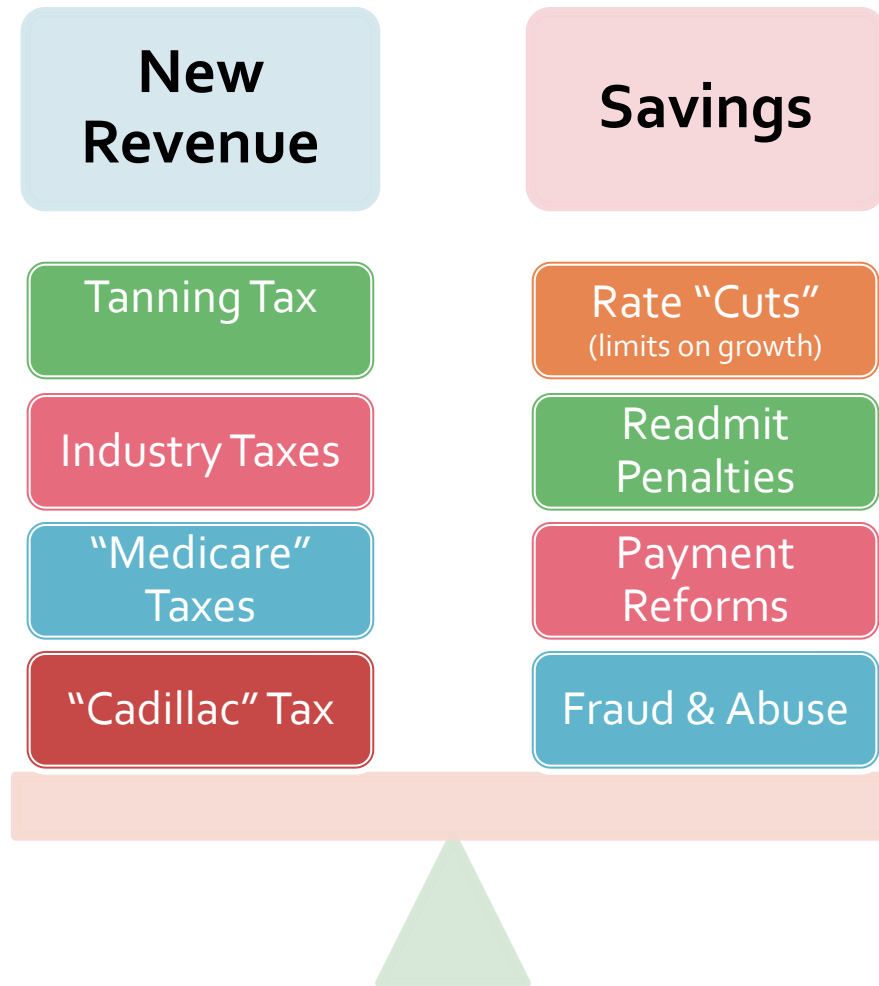 New
Revenue
Tanning Tax
Industry Taxes
“Medicare”
Taxes
“Cadillac” Tax
Savings
Rate “Cuts”
(limits on growth)
Readmit
Penalties
Payment
Reforms
Fraud & Abuse